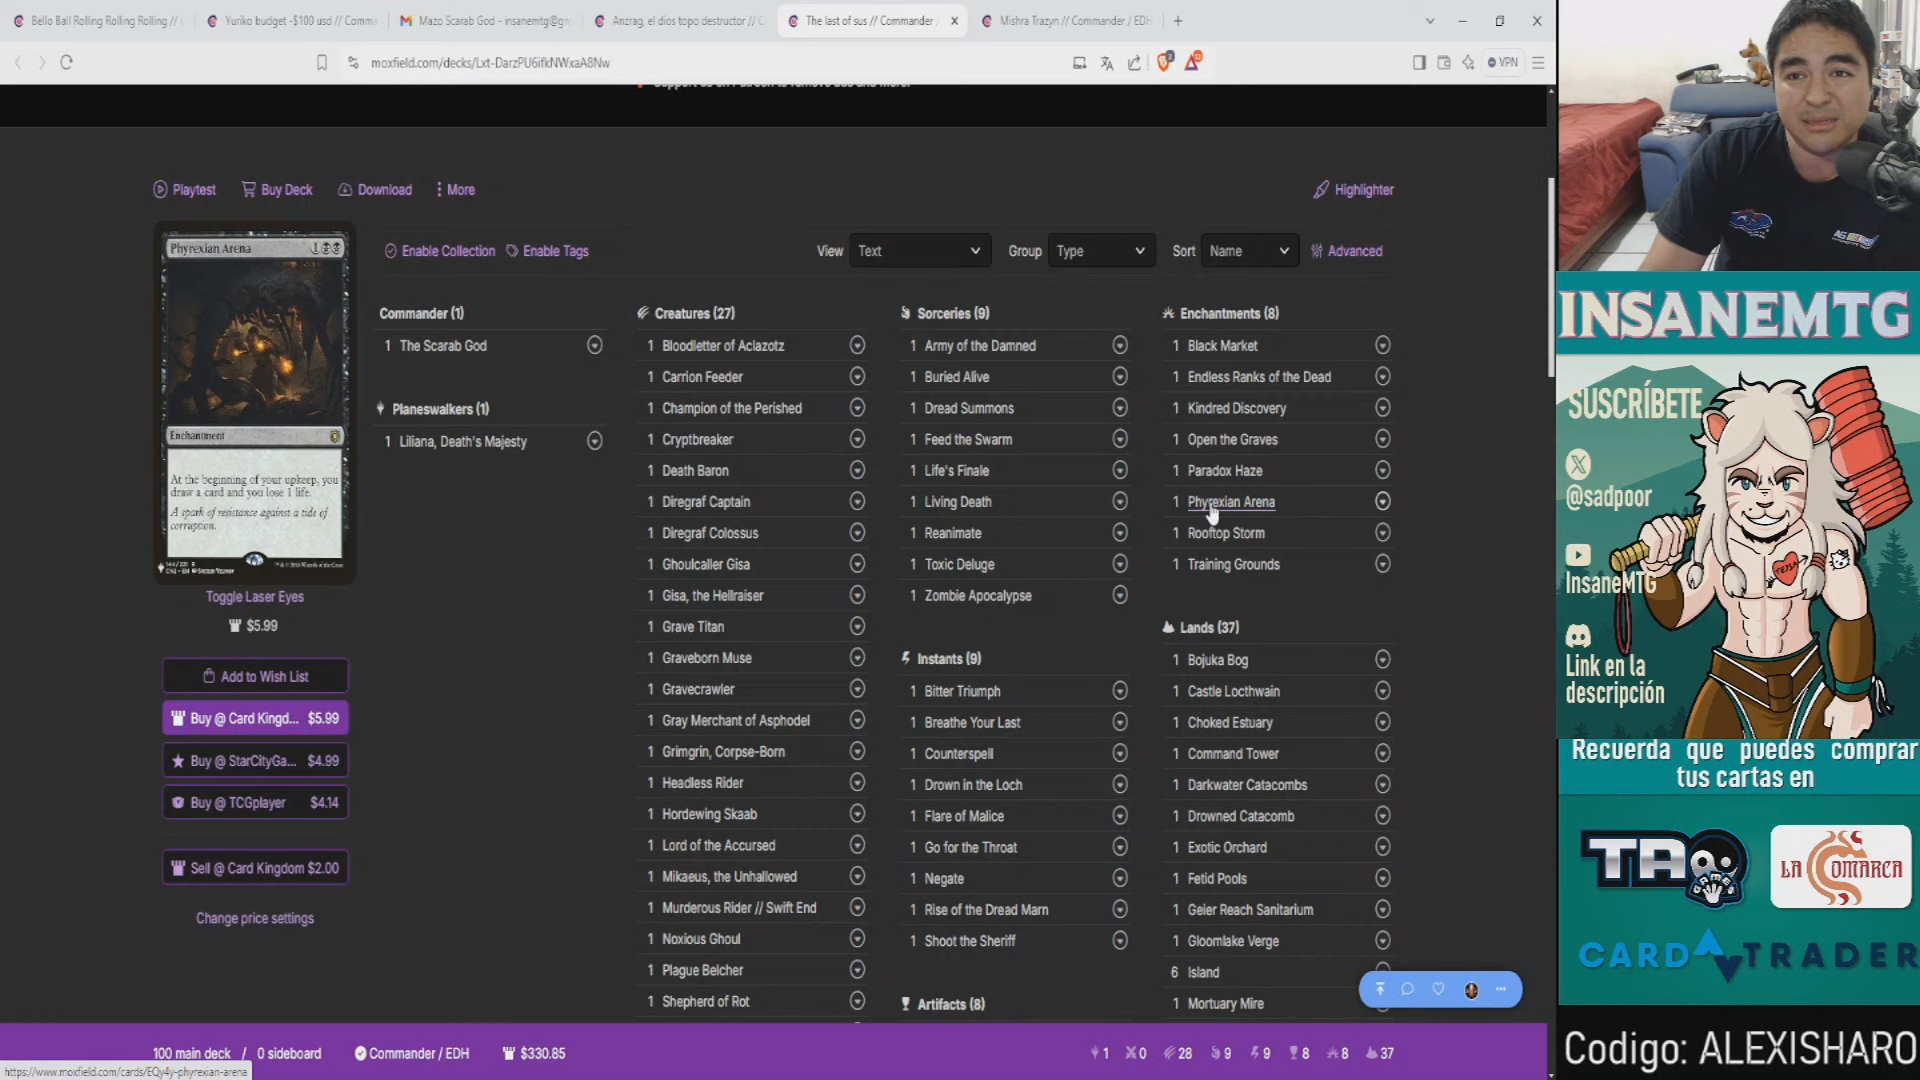 Bello Ball Rolling Rolling Rolling // C
Yuriko budget -$100 usd // Comma
Mazo Scarab God - insanemtg@gm
Anzrag, el dios topo destructor // C
The last of sus // Commander /
Mishra Trazyn // Commander / EDH
moxfield.com/decks/Lxt-DarzPU6ifkNWxaA8Nw
VPN
Support us on Patreon to remove ads and more!
Playtest
Buy Deck
Download
More
Highlighter
Enable Collection
Enable Tags
View
Text
Group
Type
Sort
Name
Advanced
Phyrexian Arena
1
Enchantment
At the beginning of your upkeep, you
draw a card and you lose 1 life.
A spark of resistance against a tide of
corruption.
Toggle Laser Eyes
$5.99
Add to Wish List
Buy @ Card Kingd... $5.99
Buy @ StarCityGa... $4.99
Buy @ TCGplayer $4.14
Sell @ Card Kingdom $2.00
Change price settings
Commander (1)
1 The Scarab God
Planeswalkers (1)
1 Liliana, Death's Majesty
Creatures (27)
1 Bloodletter of Aclazotz
1 Carrion Feeder
1 Champion of the Perished
1 Cryptbreaker
1 Death Baron
1 Diregraf Captain
1 Diregraf Colossus
1 Ghoulcaller Gisa
1 Gisa, the Hellraiser
1 Grave Titan
1 Graveborn Muse
1 Gravecrawler
1 Gray Merchant of Asphodel
1 Grimgrin, Corpse-Born
1 Headless Rider
1 Hordewing Skaab
1 Lord of the Accursed
1 Mikaeus, the Unhallowed
1 Murderous Rider // Swift End
1 Noxious Ghoul
1 Plague Belcher
1 Shepherd of Rot
Sorceries (9)
1 Army of the Damned
1 Buried Alive
1 Dread Summons
1 Feed the Swarm
1 Life's Finale
1 Living Death
1 Reanimate
1 Toxic Deluge
1 Zombie Apocalypse
Instants (9)
1 Bitter Triumph
1 Breathe Your Last
1 Counterspell
1 Drown in the Loch
1 Flare of Malice
1 Go for the Throat
1 Negate
1 Rise of the Dread Marn
1 Shoot the Sheriff
Artifacts (8)
Enchantments (8)
1 Black Market
1 Endless Ranks of the Dead
1 Kindred Discovery
1 Open the Graves
1 Paradox Haze
1 Phyrexian Arena
1 Rooftop Storm
1 Training Grounds
Lands (37)
1 Bojuka Bog
1 Castle Locthwain
1 Choked Estuary
1 Command Tower
1 Darkwater Catacombs
1 Drowned Catacomb
1 Exotic Orchard
1 Fetid Pools
1 Geier Reach Sanitarium
1 Gloomlake Verge
6 Island
1 Mortuary Mire
100 main deck / 0 sideboard
Commander / EDH
$330.85
1 0 28 9 9 8 8 37
https://www.moxfield.com/cards/EQy4y-phyrexian-arena
INSANEMTG
SUSCRÍBETE
@sadpoor
InsaneMTG
Link en la
descripción
Recuerda que puedes comprar
tus cartas en
TAO
GAMES
LA COMARCA
CARD TRADER
Codigo: ALEXISHARO